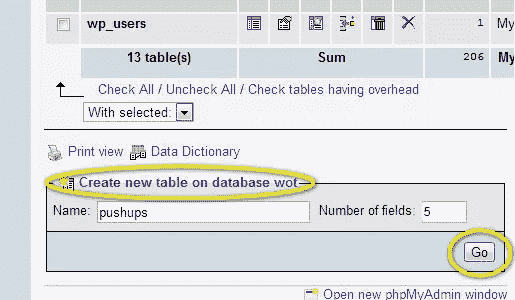 wp_users 1 My
13 table(s) Sum 206 My
Check All / Uncheck All / Check tables having overhead
With selected:
Print view Data Dictionary
Create new table on database wot
Name: pushups Number of fields: 5
Go
Open new phpMyAdmin window